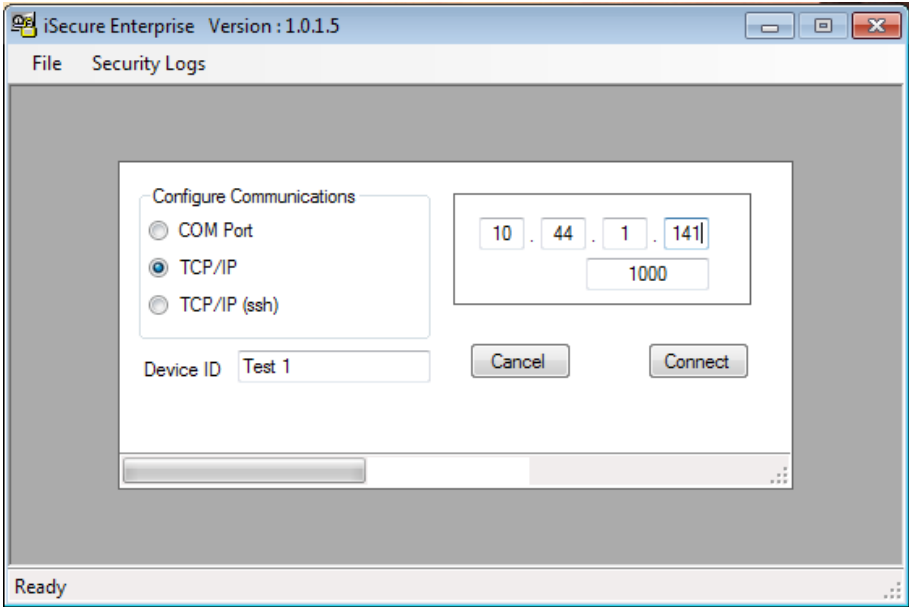 iSecure Enterprise Version : 1.0.1.5
File Security Logs
Configure Communications
COM Port
TCP/IP
TCP/IP (ssh)
10 . 44 . 1 . 141
1000
Device ID Test 1
Cancel Connect
Ready